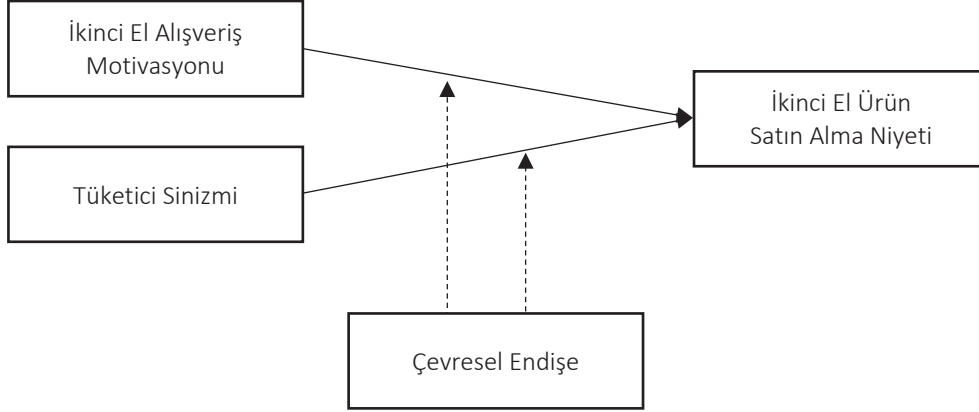 İkinci El Alışveriş
Motivasyonu
İkinci El Ürün
Satın Alma Niyeti
Tüketici Sinizmi
Çevresel Endişe